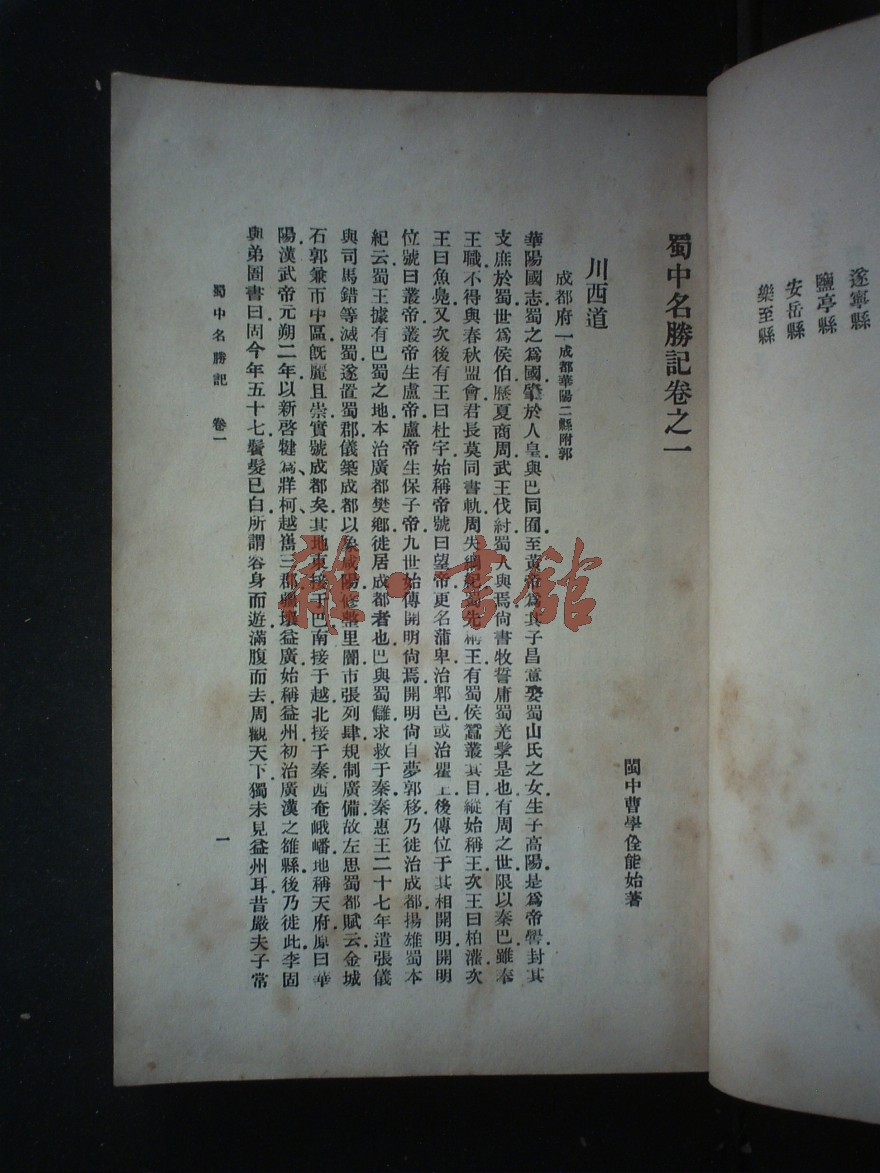 遂寧縣
鹽亭縣
安岳縣
樂至縣
蜀中名勝記卷之一
閩中曹學佺能始著
川西道
成都府一成都華陽二縣附郭
華陽國志蜀之爲國肇於人皇與巴同囿至黃帝爲其子昌意娶蜀山氏之女生子高陽是爲帝嚳封其
支庶於蜀世爲侯伯歷夏商周武王伐紂蜀人與焉尙書牧誓庸蜀羌髳是也有周之世限以秦巴雖奉
王職不得與春秋盟會君長莫同書軌周失綱紀蜀先稱王有蜀侯蠶叢其目縱始稱王次王曰柏灌次
王曰魚鳧又次後有王曰杜宇始稱帝號曰望帝更名蒲卑治郭邑或治瞿上後傳位于其相開明開明
位號曰叢帝叢帝生盧帝盧帝生保子帝九世始傳開明尙焉開明尙自夢郭移乃徙治成都揚雄蜀本
紀云蜀王據有巴蜀之地本治廣都樊鄉徙居成都者也巴與蜀讎求救于秦秦惠王二十七年遣張儀
與司馬錯等滅蜀遂置蜀郡儀築成都以象咸陽修整里闠市張列肆規制廣備故左思蜀都賦云金城
石郭兼帀中區旣麗且崇實號成都矣其地東接于巴南接于越北接于秦西奄峨嶓地稱天府原曰華
陽漢武帝元朔二年以新啓犍爲牂柯越巂三郡疆壤益廣始稱益州初治廣漢之雒縣後乃徙此李固
與弟圄書曰固今年五十七鬢髮已白所謂容身而遊滿腹而去周觀天下獨未見益州耳昔嚴夫子常
蜀中名勝記 卷一
一
雜·書館